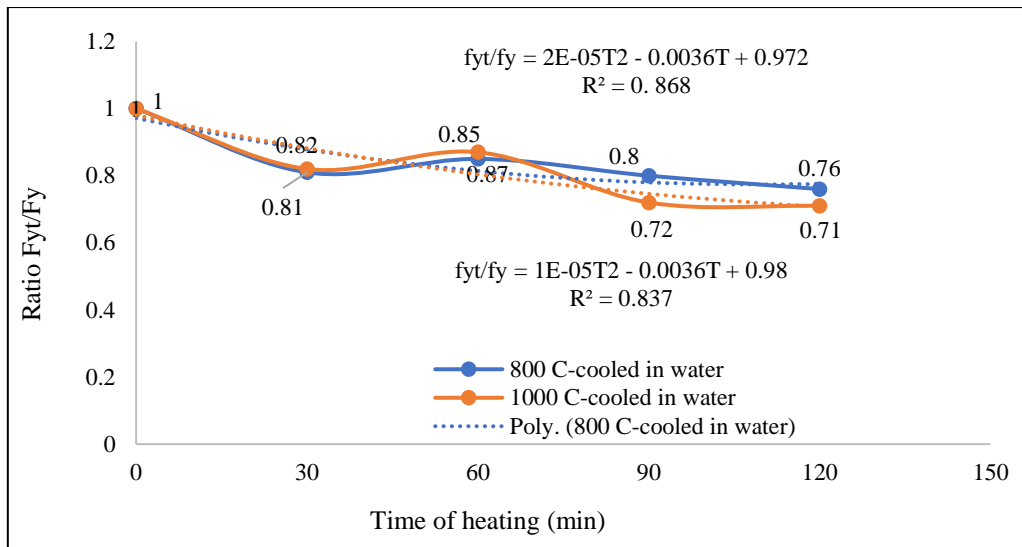 1.2
1
0.8
0.6
0.4
0.2
0
Ratio Fyt/Fy
fyt/fy = 2E-05T2 - 0.0036T + 0.972
R² = 0. 868
1
1
0.82
0.81
0.85
0.87
0.8
0.72
0.76
0.71
fyt/fy = 1E-05T2 - 0.0036T + 0.98
R² = 0.837
800 C-cooled in water
1000 C-cooled in water
Poly. (800 C-cooled in water)
0
30
60
90
120
150
Time of heating (min)